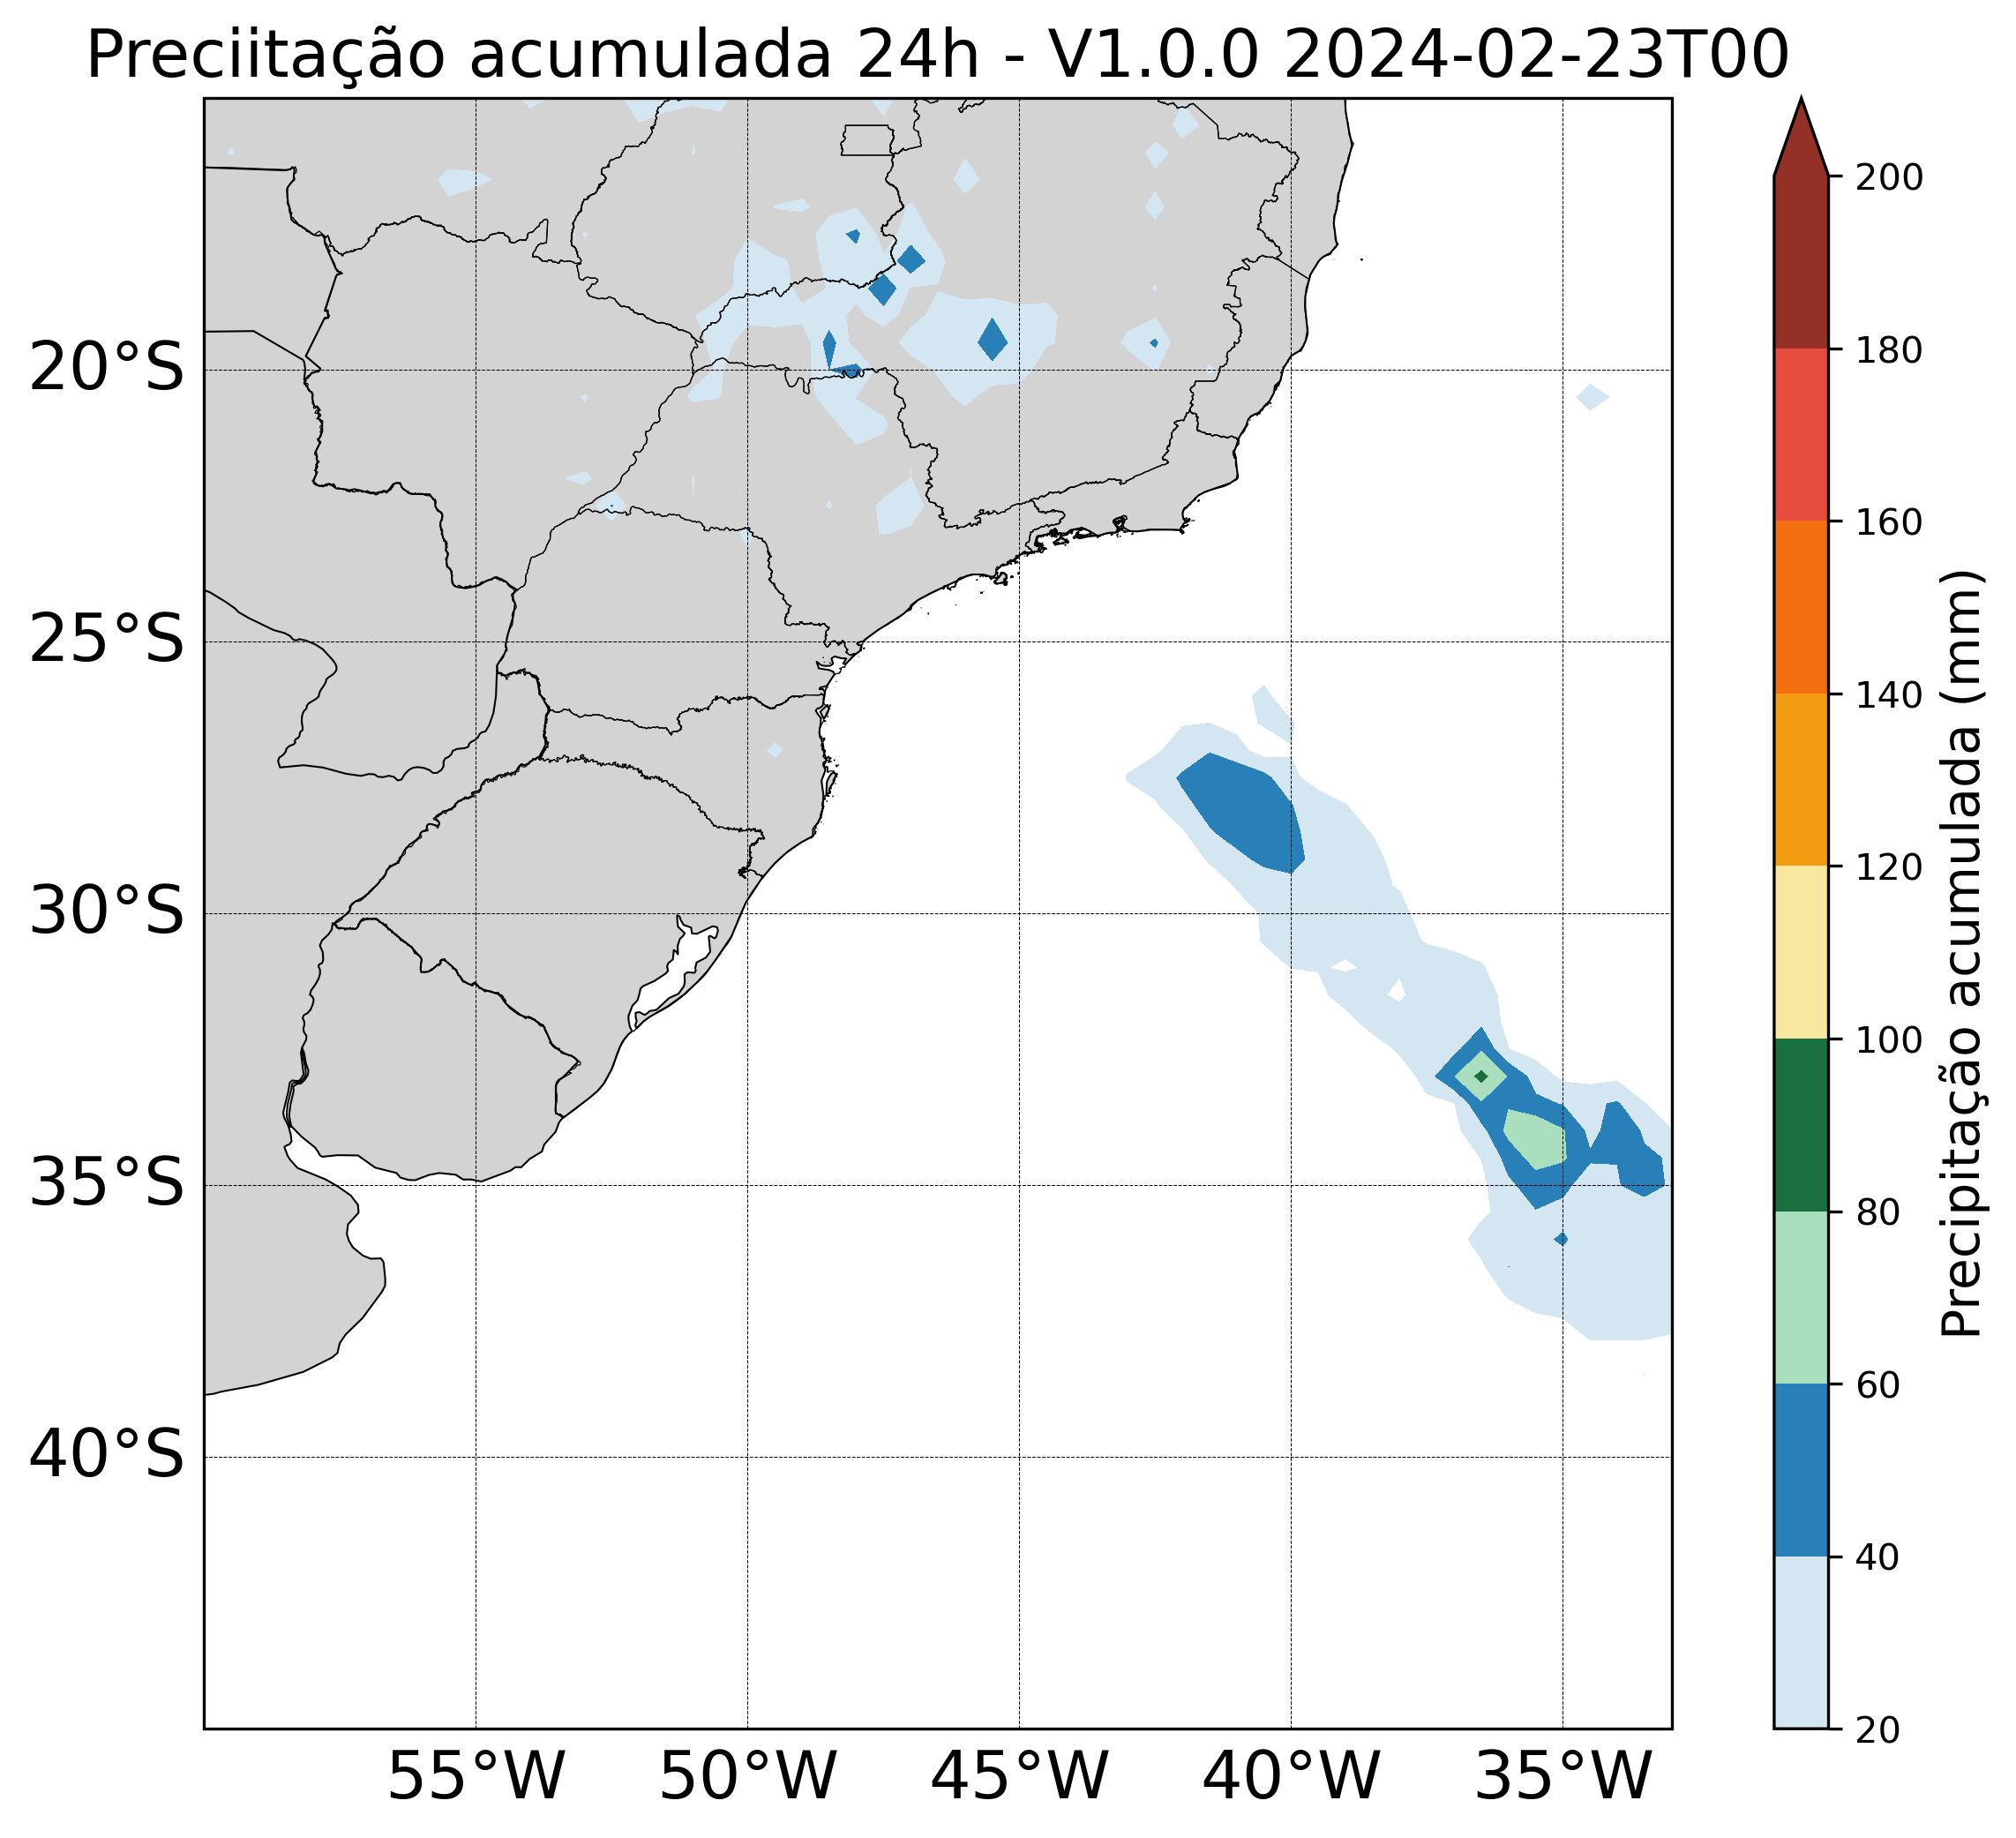 Preciitação acumulada 24h - V1.0.0 2024-02-23T00
20°S
25°S
30°S
35°S
40°S
55°W 50°W 45°W 40°W 35°W
200
180
160
140
120
100
80
60
40
20
Precipitação acumulada (mm)